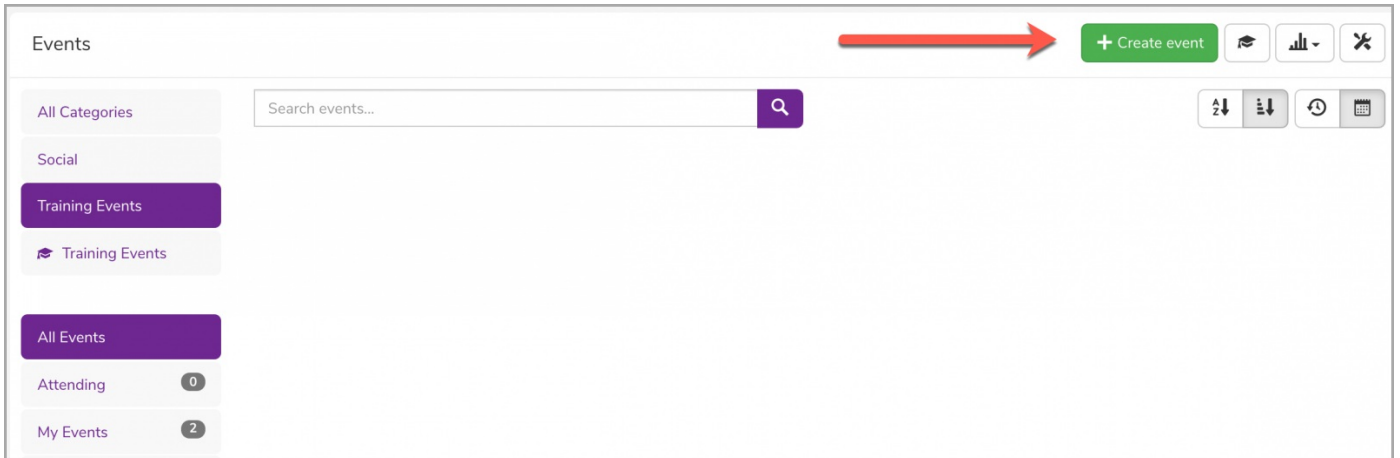 Events
Create event
All Categories
Search events...
Social
Training Events
Training Events
All Events
Attending 0
My Events 2